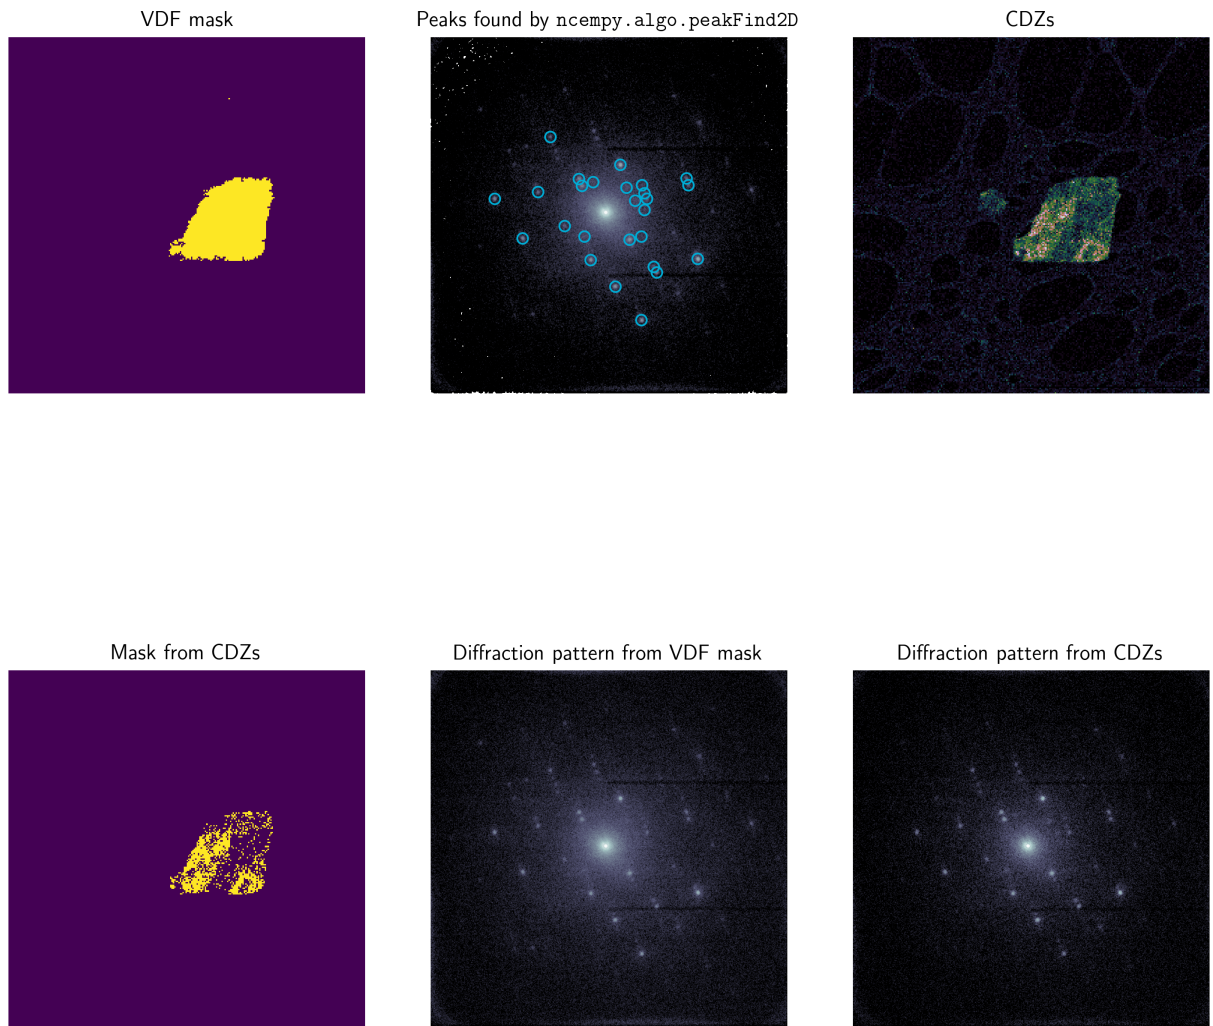 VDF mask
Peaks found by ncempy.algo.peakFind2D
CDZs
Mask from CDZs
Diffraction pattern from VDF mask
Diffraction pattern from CDZs